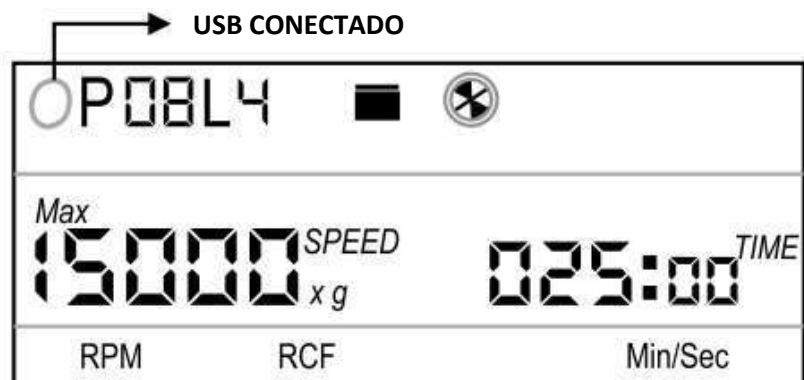 USB CONECTADO
P08L4
Max
15000 SPEED 025:00 TIME
x g
RPM RCF Min/Sec